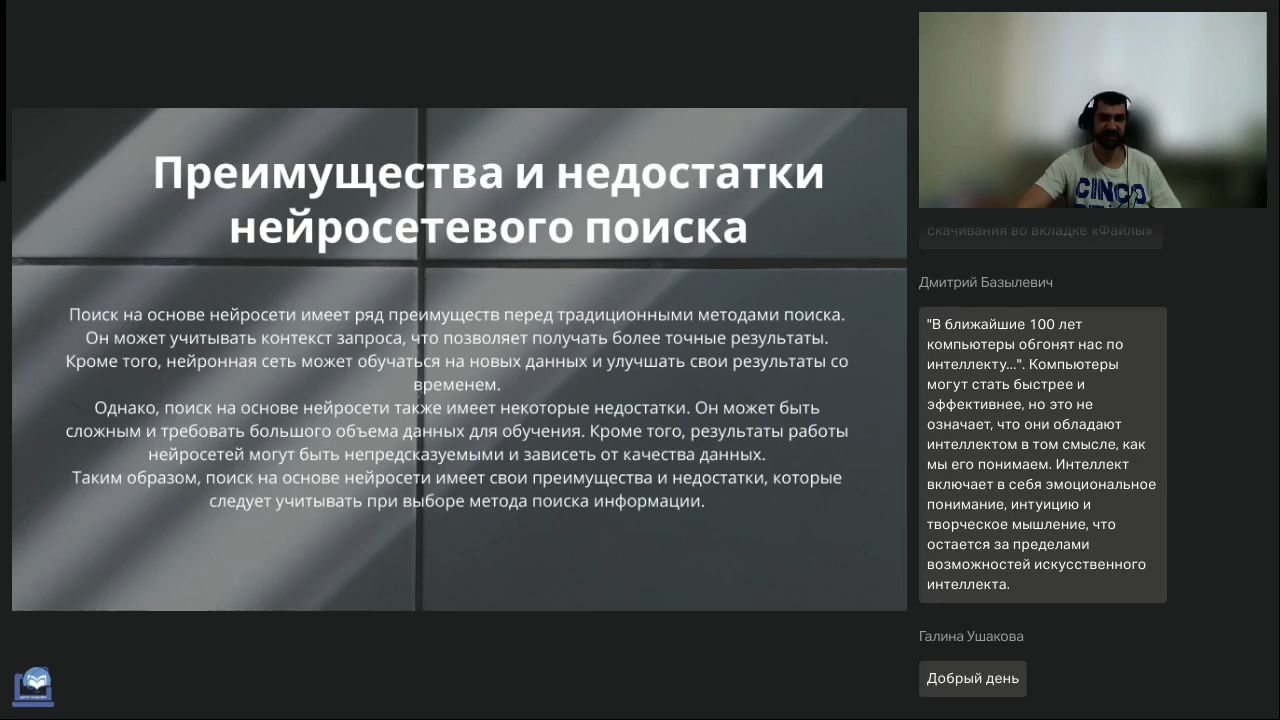 Преимущества и недостатки
нейросетевого поиска
Поиск на основе нейросети имеет ряд преимуществ перед традиционными методами поиска.
Он может учитывать контекст запроса, что позволяет получать более точные результаты.
Кроме того, нейронная сеть может обучаться на новых данных и улучшать свои результаты со
временем.
Однако, поиск на основе нейросети также имеет некоторые недостатки. Он может быть
сложным и требовать большого объема данных для обучения. Кроме того, результаты работы
нейросетей могут быть непредсказуемыми и зависеть от качества данных.
Таким образом, поиск на основе нейросети имеет свои преимущества и недостатки, которые
следует учитывать при выборе метода поиска информации.
CINCO
скачивания во вкладке «Файлы»
Дмитрий Базылевич
"В ближайшие 100 лет
компьютеры обгонят нас по
интеллекту...". Компьютеры
могут стать быстрее и
эффективнее, но это не
означает, что они обладают
интеллектом в том смысле, как
мы его понимаем. Интеллект
включает в себя эмоциональное
понимание, интуицию и
творческое мышление, что
остается за пределами
возможностей искусственного
интеллекта.
Галина Ушакова
Добрый день